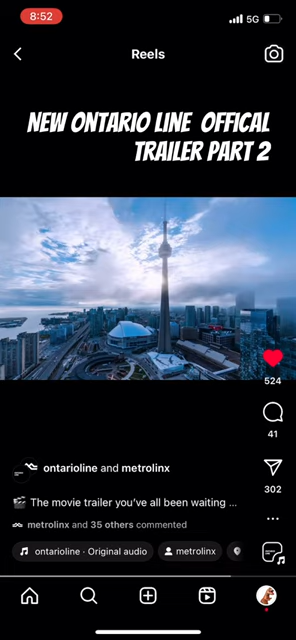 8:52
5G
Reels
NEW ONTARIO LINE OFFICAL
TRAILER PART 2
524
41
302
ontarioline and metrolinx
The movie trailer you've all been waiting ...
metrolinx and 35 others commented
ontarioline · Original audio
metrolinx